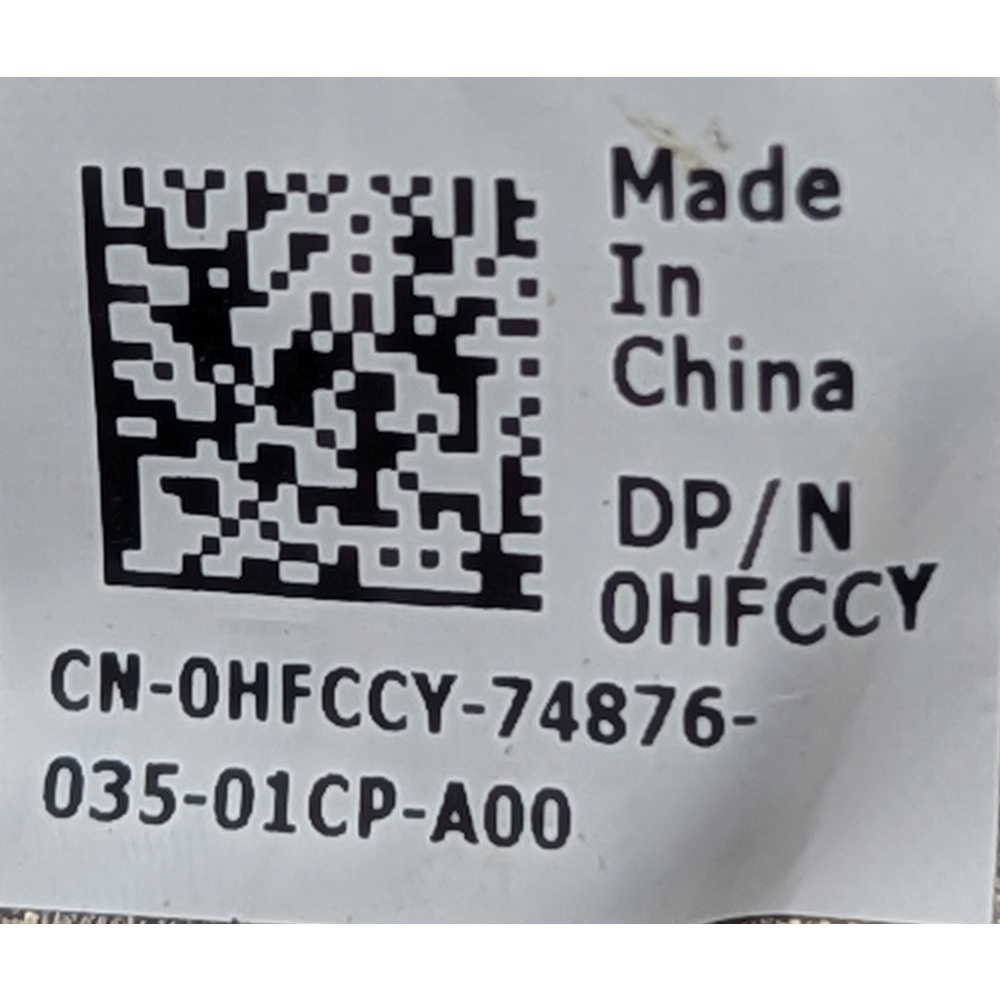 Made
In
China
DP/N
0HFCCY
CN-0HFCCY-74876-
035-01CP-A00